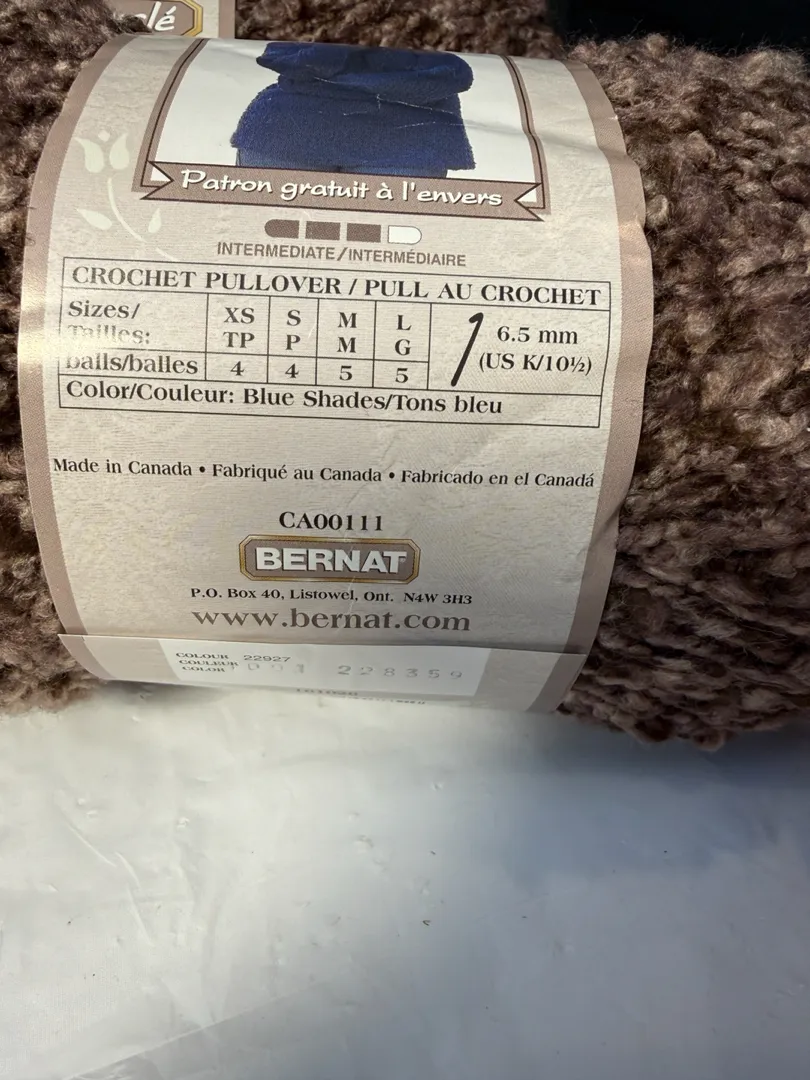 Patron gratuit à l'envers
INTERMEDIATE/INTERMÉDIAIRE
CROCHET PULLOVER / PULL AU CROCHET
Sizes/ XS S M L
Tailles: TP P M G
6.5 mm
(US K/10½)
balls/balles 4 4 5 5
Color/Couleur: Blue Shades/Tons bleu
Made in Canada • Fabriqué au Canada • Fabricado en el Canadá
CA00111
BERNAT
P.O. Box 40, Listowel, Ont. N4W 3H3
www.bernat.com
COLOUR 22927
COULEUR
COLOR
228359